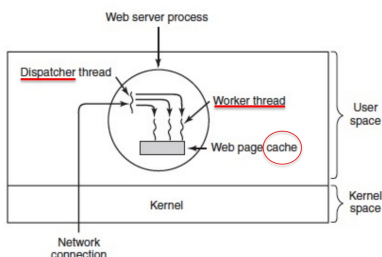 Web server process
Dispatcher thread
Worker thread
User
space
Web page cache
Kernel
Kernel
space
Network
connection